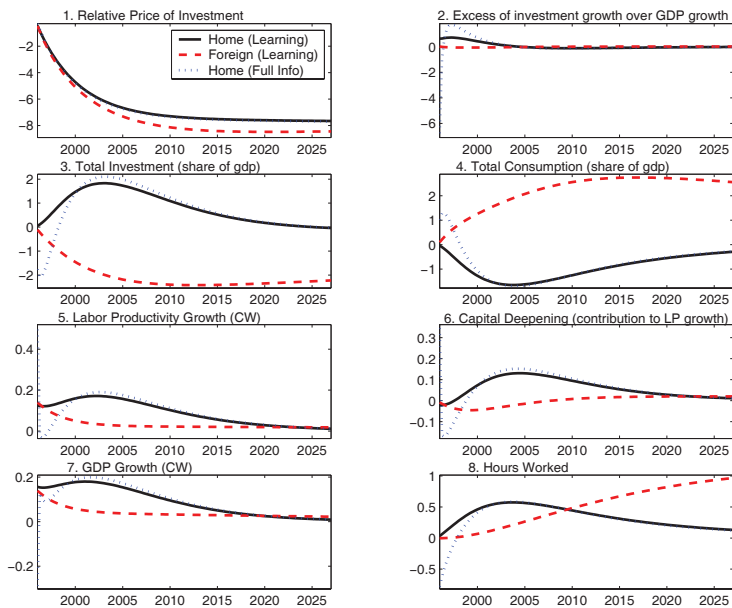 1. Relative Price of Investment
−2
−4
−6
−8
Home (Learning)
Foreign (Learning)
Home (Full Info)
2000 2005 2010 2015 2020 2025
2. Excess of investment growth over GDP growth
0
−2
−4
−6
2000 2005 2010 2015 2020 2025
3. Total Investment (share of gdp)
2
1
0
−1
−2
2000 2005 2010 2015 2020 2025
4. Total Consumption (share of gdp)
2
1
0
−1
2000 2005 2010 2015 2020 2025
5. Labor Productivity Growth (CW)
0.4
0.2
0
2000 2005 2010 2015 2020 2025
6. Capital Deepening (contribution to LP growth)
0.3
0.2
0.1
0
−0.1
2000 2005 2010 2015 2020 2025
7. GDP Growth (CW)
0.2
0
−0.2
2000 2005 2010 2015 2020 2025
8. Hours Worked
1
0.5
0
−0.5
2000 2005 2010 2015 2020 2025